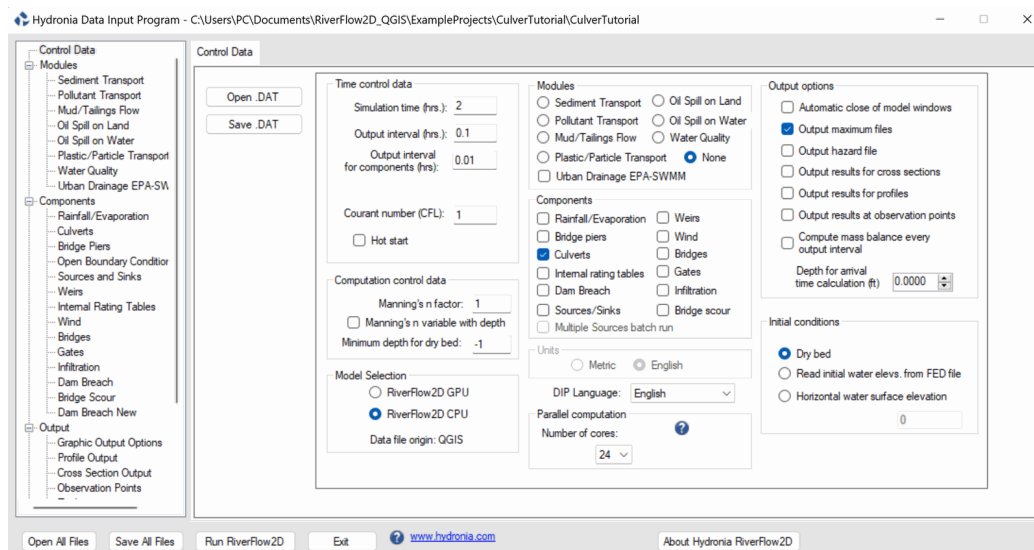 Hydronia Data Input Program - C:\Users\PC\Documents\RiverFlow2D_QGIS\ExampleProjects\CulverTutorial\CulverTutorial
Control Data
Modules
Sediment Transport
Pollutant Transport
Mud/Tailings Flow
Oil Spill on Land
Oil Spill on Water
Plastic/Particle Transport
Water Quality
Urban Drainage EPA-SW
Components
Rainfall/Evaporation
Culverts
Bridge Piers
Open Boundary Condition
Sources and Sinks
Weirs
Internal Rating Tables
Wind
Bridges
Gates
Infiltration
Dam Breach
Bridge Scour
Dam Breach New
Output
Graphic Output Options
Profile Output
Cross Section Output
Observation Points
Control Data
Open .DAT
Save .DAT
Time control data
Simulation time (hrs.): 2
Output interval (hrs.): 0.1
Output interval
for components (hrs): 0.01
Courant number (CFL): 1
Hot start
Computation control data
Manning's n factor: 1
Manning's n variable with depth
Minimum depth for dry bed: -1
Model Selection
RiverFlow2D GPU
RiverFlow2D CPU
Data file origin: QGIS
Modules
Sediment Transport Oil Spill on Land
Pollutant Transport Oil Spill on Water
Mud/Tailings Flow Water Quality
Plastic/Particle Transport None
Urban Drainage EPA-SWMM
Components
Rainfall/Evaporation Weirs
Bridge piers Wind
Culverts Bridges
Internal rating tables Gates
Dam Breach Infiltration
Sources/Sinks Bridge scour
Multiple Sources batch run
Units
Metric English
DIP Language: English
Parallel computation
Number of cores: ?
24
Output options
Automatic close of model windows
Output maximum files
Output hazard file
Output results for cross sections
Output results for profiles
Output results at observation points
Compute mass balance every
output interval
Depth for arrival
time calculation (ft) 0.0000
Initial conditions
Dry bed
Read initial water elevs. from FED file
Horizontal water surface elevation
0
Open All Files Save All Files Run RiverFlow2D Exit ? www.hydronia.com About Hydronia RiverFlow2D